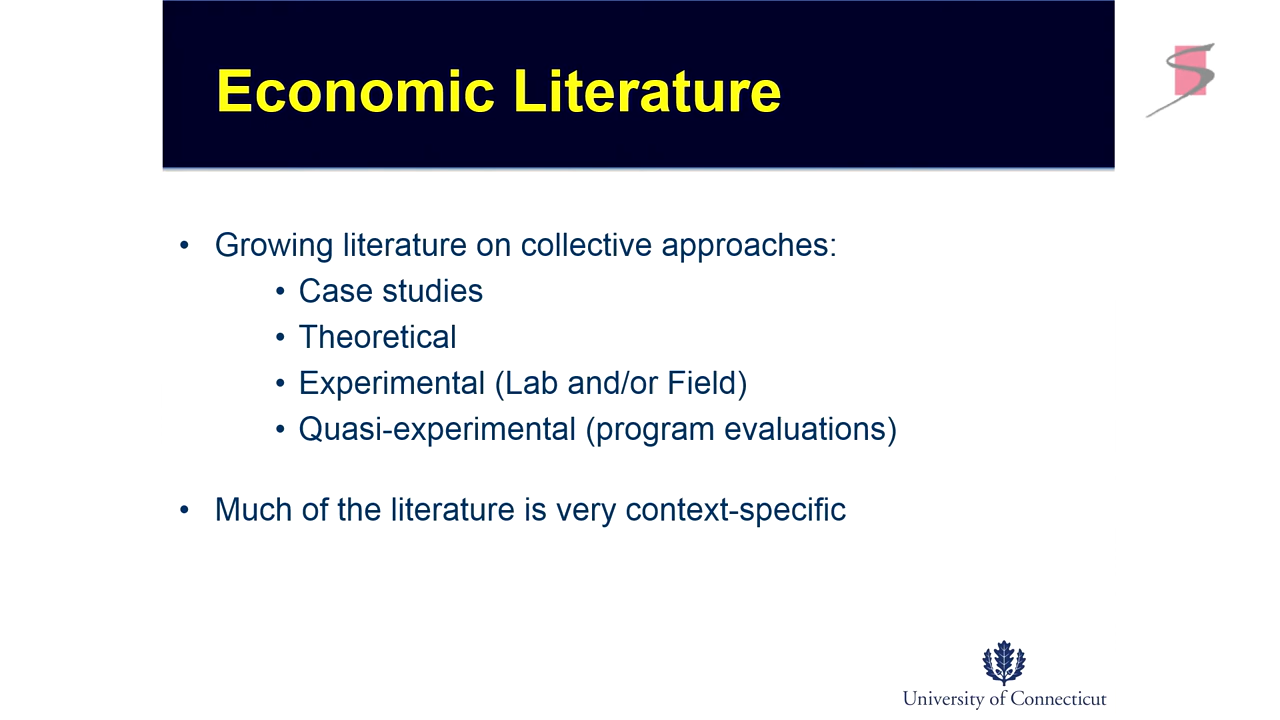 Economic Literature
• Growing literature on collective approaches:
• Case studies
• Theoretical
• Experimental (Lab and/or Field)
• Quasi-experimental (program evaluations)
• Much of the literature is very context-specific
University of Connecticut